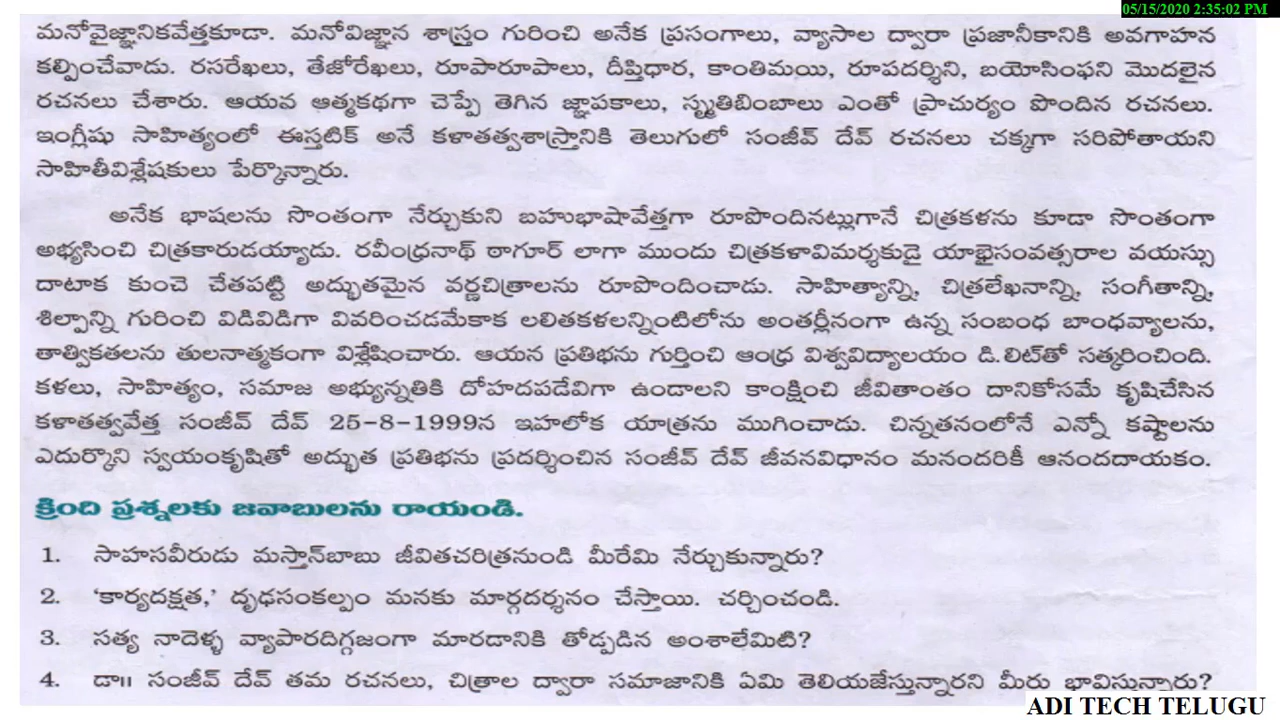 05/15/2020 2:35:02 PM
మనోవైజ్ఞానికవేత్తకూడా. మనోవిజ్ఞాన శాస్త్రం గురించి అనేక ప్రసంగాలు, వ్యాసాల ద్వారా ప్రజానీకానికి అవగాహన
కల్పించేవాడు. రసరేఖలు, తేజోరేఖలు, రూపారూపాలు, దీప్తిధార, కాంతిమయి, రూపదర్శిని, బయోసింఫని మొదలైన
రచనలు చేశారు. ఆయవ ఆత్మకథగా చెప్పే తెగిన జ్ఞాపకాలు, స్మృతిబింబాలు ఎంతో ప్రాచుర్యం పొందిన రచనలు.
ఇంగ్లీషు సాహిత్యంలో ఈస్తటిక్ అనే కళాతత్వశాస్త్రానికి తెలుగులో సంజీవ్ దేవ్ రచనలు చక్కగా సరిపోతాయని
సాహితీవిశ్లేషకులు పేర్కొన్నారు.
అనేక భాషలను సొంతంగా నేర్చుకుని బహుభాషావేత్తగా రూపొందినట్లుగానే చిత్రకళను కూడా సొంతంగా
అభ్యసించి చిత్రకారుడయ్యాడు. రవీంద్రనాథ్ ఠాగూర్ లాగా ముందు చిత్రకళావిమర్శకుడై యాభైసంవత్సరాల వయస్సు
దాటాక కుంచె చేతపట్టి అద్భుతమైన వర్ణచిత్రాలను రూపొందించాడు. సాహిత్యాన్ని, చిత్రలేఖనాన్ని, సంగీతాన్ని,
శిల్పాన్ని గురించి విడివిడిగా వివరించడమేకాక లలితకళలన్నింటిలోను అంతర్లీనంగా ఉన్న సంబంధ బాంధవ్యాలను,
తాత్వికతలను తులనాత్మకంగా విశ్లేషించారు. ఆయన ప్రతిభను గుర్తించి ఆంధ్ర విశ్వవిద్యాలయం డి.లిట్‌తో సత్కరించింది.
కళలు, సాహిత్యం, సమాజ అభ్యున్నతికి దోహదపడేవిగా ఉండాలని కాంక్షించి జీవితాంతం దానికోసమే కృషిచేసిన
కళాతత్వవేత్త సంజీవ్ దేవ్ 25-8-1999న ఇహలోక యాత్రను ముగించాడు. చిన్నతనంలోనే ఎన్నో కష్టాలను
ఎదుర్కొని స్వయంకృషితో అద్భుత ప్రతిభను ప్రదర్శించిన సంజీవ్ దేవ్ జీవనవిధానం మనందరికీ ఆనందదాయకం.
క్రింది ప్రశ్నలకు జవాబులను రాయండి.
1. సాహసవీరుడు మస్తాన్‌బాబు జీవితచరిత్రనుండి మీరేమి నేర్చుకున్నారు?
2. ‘కార్యదక్షత,’ దృఢసంకల్పం మనకు మార్గదర్శనం చేస్తాయి. చర్చించండి.
3. సత్య నాదెళ్ళ వ్యాపారదిగ్గజంగా మారడానికి తోడ్పడిన అంశాలేమిటి?
4. డా॥ సంజీవ్ దేవ్ తమ రచనలు, చిత్రాల ద్వారా సమాజానికి ఏమి తెలియజేస్తున్నారని మీరు భావిస్తున్నారు?
ADI TECH TELUGU